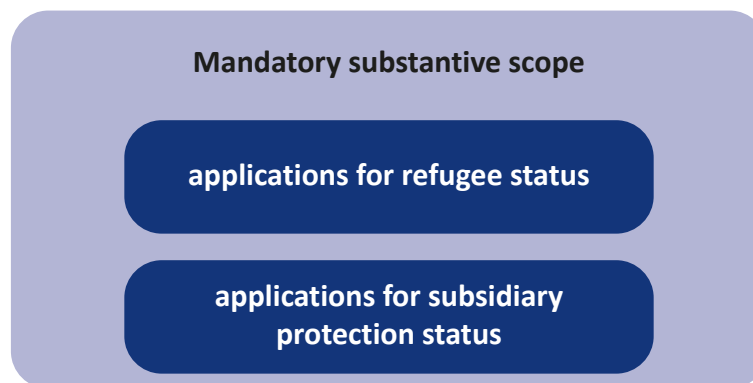 Mandatory substantive scope
applications for refugee status
applications for subsidiary
protection status